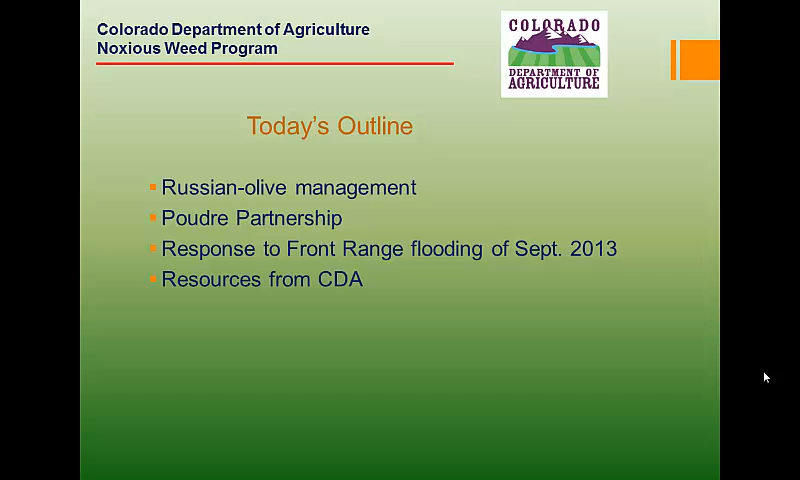 Colorado Department of Agriculture
Noxious Weed Program
COLORADO
DEPARTMENT OF
AGRICULTURE
Today's Outline
Russian-olive management
Poudre Partnership
Response to Front Range flooding of Sept. 2013
Resources from CDA